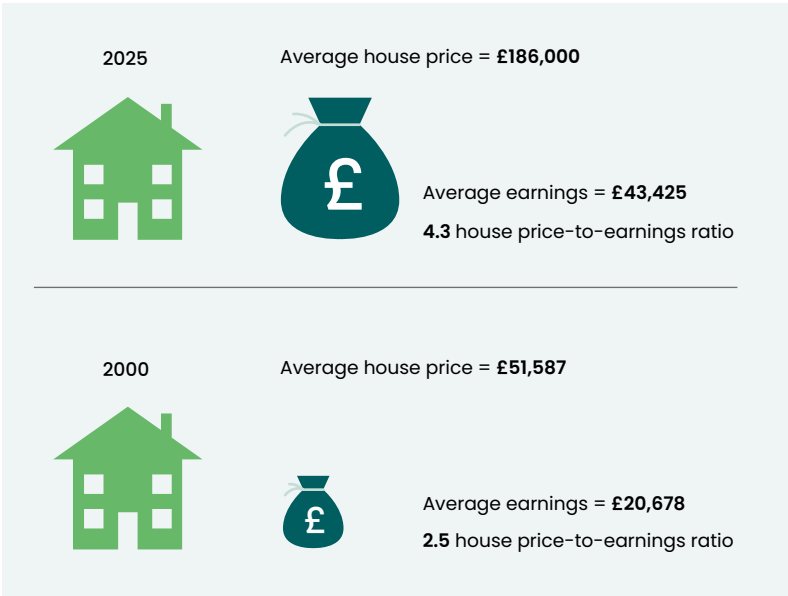 2025
Average house price = £186,000
£
Average earnings = £43,425
4.3 house price-to-earnings ratio
2000
Average house price = £51,587
£
Average earnings = £20,678
2.5 house price-to-earnings ratio